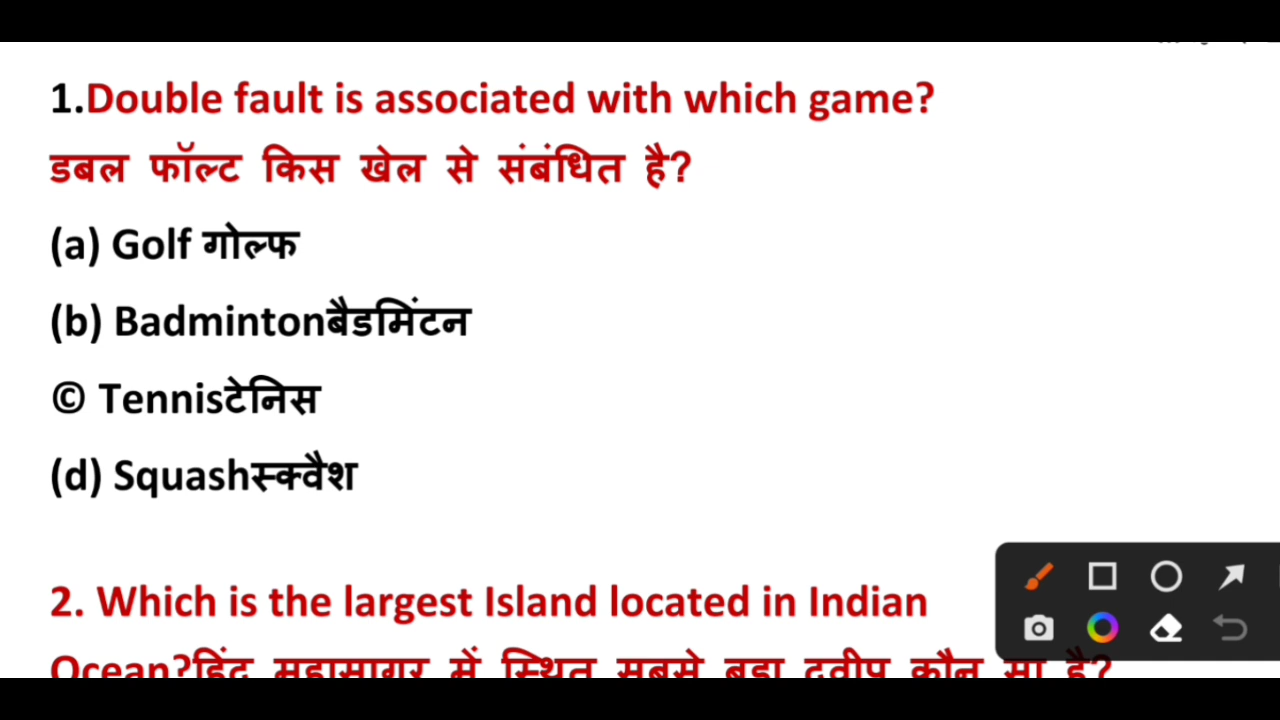 1.Double fault is associated with which game?
डबल फॉल्ट किस खेल से संबंधित है?
(a) Golf गोल्फ
(b) Badmintonबैडमिंटन
© Tennisटेनिस
(d) Squashस्क्वैश
2. Which is the largest Island located in Indian
Ocean?हिंद महासागर में स्थित सबसे बड़ा द्वीप कौन सा है?